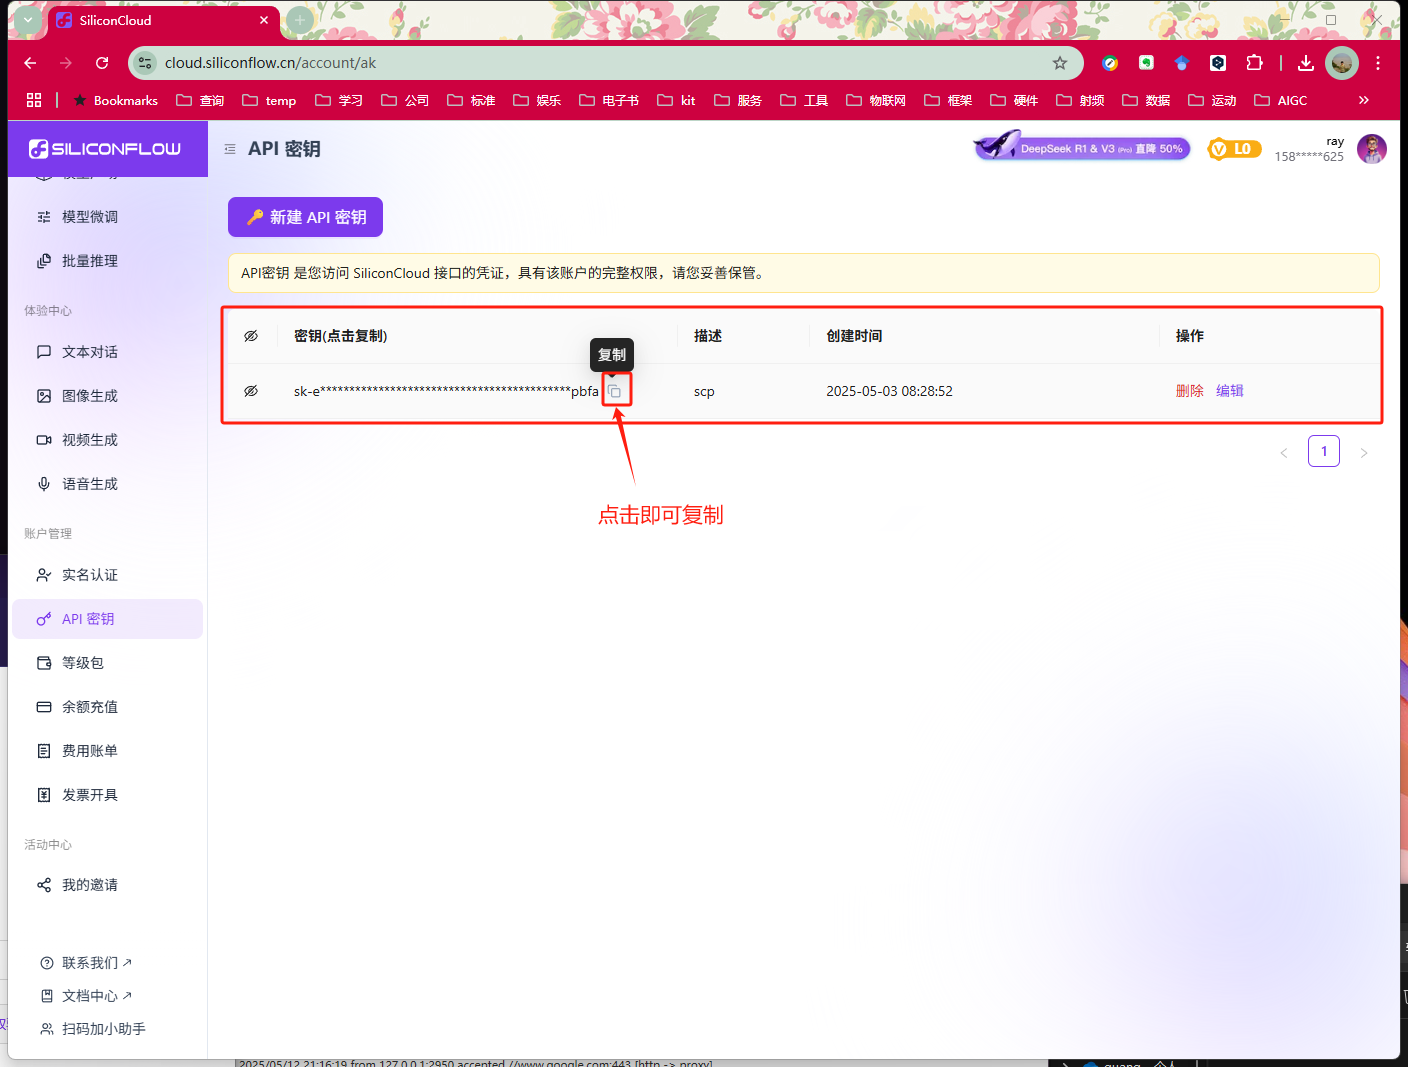 SiliconCloud
cloud.siliconflow.cn/account/ak
Bookmarks 查询 temp 学习 公司 标准 娱乐 电子书 kit 服务 工具 物联网 框架 硬件 射频 数据 运动 AIGC
SILICONFLOW
API 密钥
DeepSeek R1 & V3 (Pro) 直降 50%
L0
ray
158*****625
模型微调
批量推理
体验中心
文本对话
图像生成
视频生成
语音生成
账户管理
实名认证
API 密钥
等级包
余额充值
费用账单
发票开具
活动中心
我的邀请
联系我们
文档中心
扫码加小助手
新建 API 密钥
API密钥 是您访问 SiliconCloud 接口的凭证，具有该账户的完整权限，请您妥善保管。
密钥(点击复制) 描述 创建时间 操作
复制
sk-e*******************************************pbfa scp 2025-05-03 08:28:52 删除 编辑
1
点击即可复制
2025/05/12 21:16:19 from 127.0.0.1:2950 accepted //www.google.com:443 [http -> proxy]